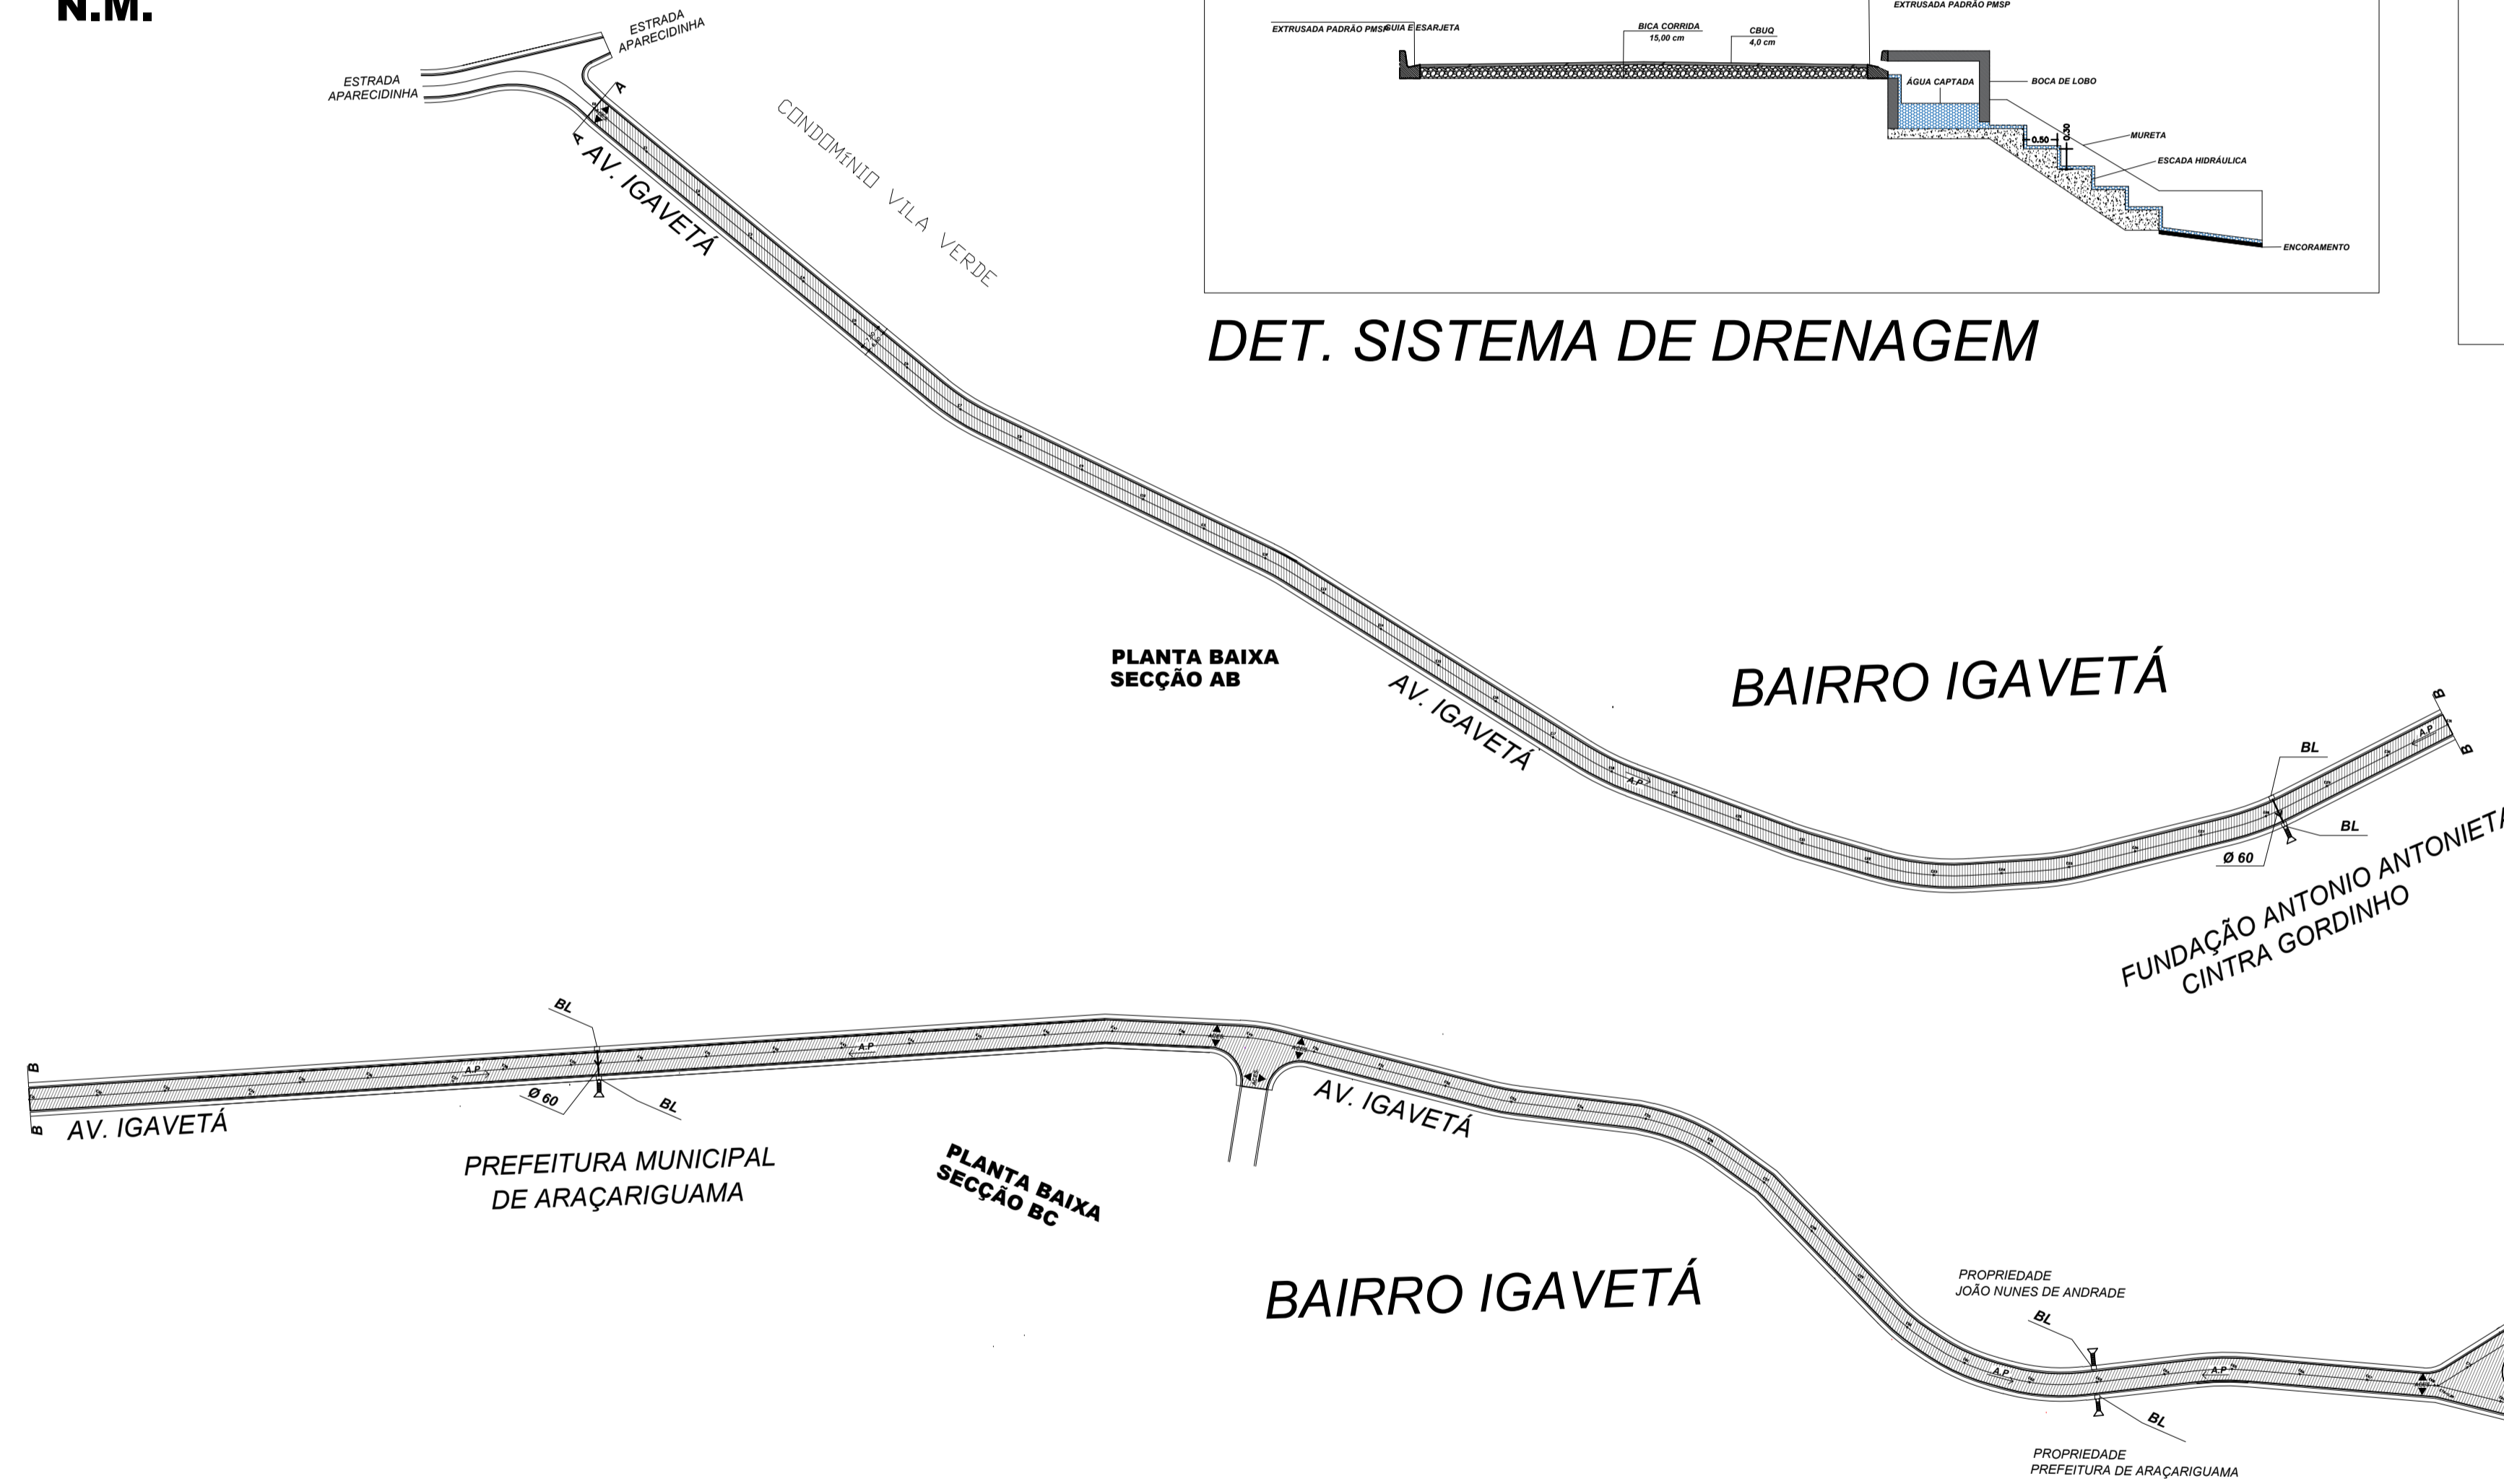 N.M.
ESTRADA
APARECIDINHA
ESTRADA
APARECIDINHA
A
A
AV. IGAVETÁ
CONDOMÍNIO VILA VERDE
EXTRUSADA PADRÃO PMSP
GUIA E ESARJETA
BICA CORRIDA
15,00 cm
CBUQ
4,0 cm
EXTRUSADA PADRÃO PMSP
ÁGUA CAPTADA
BOCA DE LOBO
0.50
0.30
MURETA
ESCADA HIDRÁULICA
ENCORAMENTO
DET. SISTEMA DE DRENAGEM
PLANTA BAIXA
SECÇÃO AB
AV. IGAVETÁ
BAIRRO IGAVETÁ
A.P
B
A.P
B
BL
BL
Ø 60
FUNDAÇÃO ANTONIO ANTONIETA
CINTRA GORDINHO
B
B
AV. IGAVETÁ
A.P
BL
Ø 60
BL
A.P
PREFEITURA MUNICIPAL
DE ARAÇARIGUAMA
PLANTA BAIXA
SECÇÃO BC
AV. IGAVETÁ
BAIRRO IGAVETÁ
PROPRIEDADE
JOÃO NUNES DE ANDRADE
BL
A.P
A.P
BL
PROPRIEDADE
PREFEITURA DE ARAÇARIGUAMA